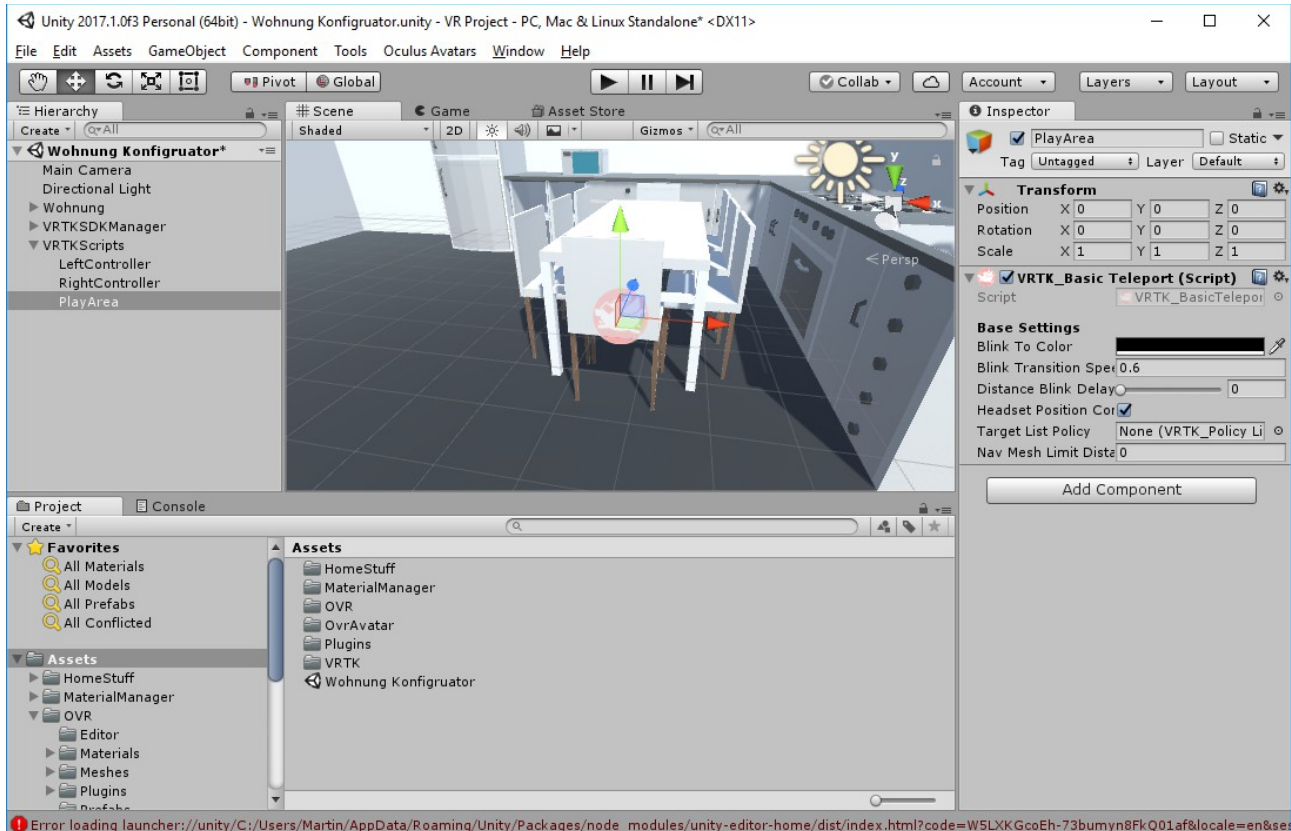 Unity 2017.1.0f3 Personal (64bit) - Wohnung Konfigruator.unity - VR Project - PC, Mac & Linux Standalone* <DX11>
File Edit Assets GameObject Component Tools Oculus Avatars Window Help
Pivot Global Collab Account Layers Layout
Hierarchy
Create All
Wohnung Konfigruator*
Main Camera
Directional Light
Wohnung
VRTKSDKManager
VRTKScripts
LeftController
RightController
PlayArea
Scene Game Asset Store
Shaded 2D Gizmos All
y
z
x
Persp
Inspector
PlayArea Static
Tag Untagged Layer Default
Transform
Position X 0 Y 0 Z 0
Rotation X 0 Y 0 Z 0
Scale X 1 Y 1 Z 1
VRTK_Basic Teleport (Script)
Script VRTK_BasicTelepor
Base Settings
Blink To Color
Blink Transition Spee 0.6
Distance Blink Delay 0
Headset Position Cor
Target List Policy None (VRTK_Policy Li
Nav Mesh Limit Dista 0
Add Component
Project Console
Create
Favorites
All Materials
All Models
All Prefabs
All Conflicted
Assets
HomeStuff
MaterialManager
OVR
Editor
Materials
Meshes
Plugins
Prefabs
Assets
HomeStuff
MaterialManager
OVR
OvrAvatar
Plugins
VRTK
Wohnung Konfigruator
Error loading launcher://unity/C:/Users/Martin/AppData/Roaming/Unity/Packages/node_modules/unity-editor-home/dist/index.html?code=W5LXKGcoEh-73bumyn8FkQ01af&locale=en&ses